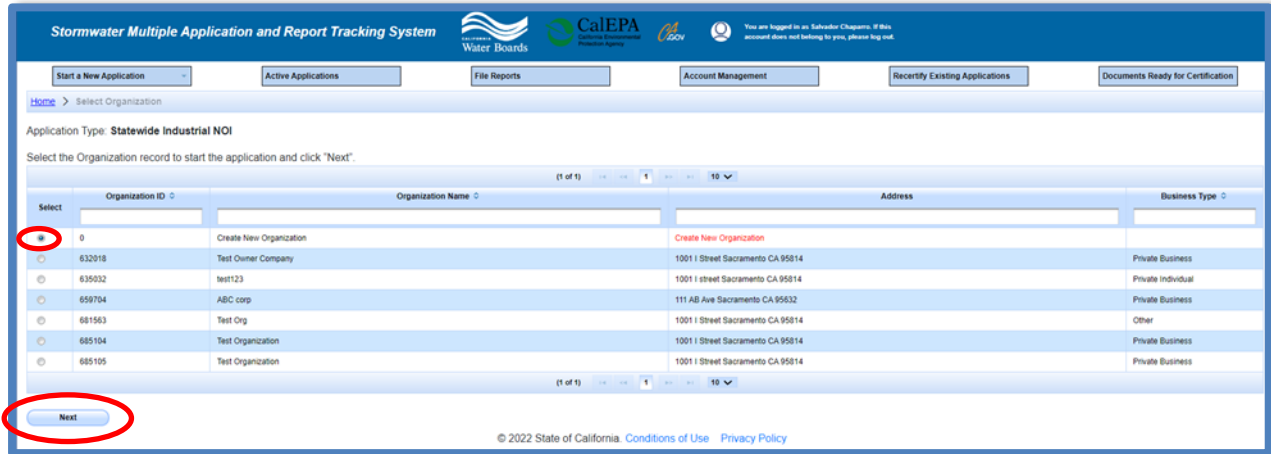 Stormwater Multiple Application and Report Tracking System
CALIFORNIA
Water Boards
CalEPA
California Environmental
Protection Agency
CA.GOV
You are logged in as Salvador Chaparro. If this
account does not belong to you, please log out.
Start a New Application Active Applications File Reports Account Management Recertify Existing Applications Documents Ready for Certification
Home > Select Organization
Application Type: Statewide Industrial NOI
Select the Organization record to start the application and click "Next".
(1 of 1) 1 10
Select Organization ID Organization Name Address Business Type
0 Create New Organization Create New Organization
632018 Test Owner Company 1001 I Street Sacramento CA 95814 Private Business
635032 test123 1001 I street Sacramento CA 95814 Private Individual
659704 ABC corp 111 AB Ave Sacramento CA 95632 Private Business
681563 Test Org 1001 I Street Sacramento CA 95814 Other
685104 Test Organization 1001 I Street Sacramento CA 95814 Private Business
685105 Test Organization 1001 I Street Sacramento CA 95814 Private Business
(1 of 1) 1 10
Next
© 2022 State of California. Conditions of Use Privacy Policy